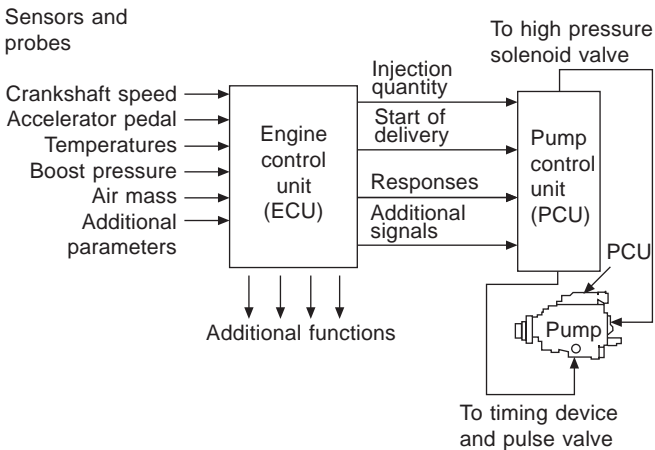 Sensors and
probes
Crankshaft speed
Accelerator pedal
Temperatures
Boost pressure
Air mass
Additional
parameters
Engine
control
unit
(ECU)
Additional functions
Injection
quantity
Start of
delivery
Responses
Additional
signals
To high pressure
solenoid valve
Pump
control
unit
(PCU)
PCU
Pump
To timing device
and pulse valve